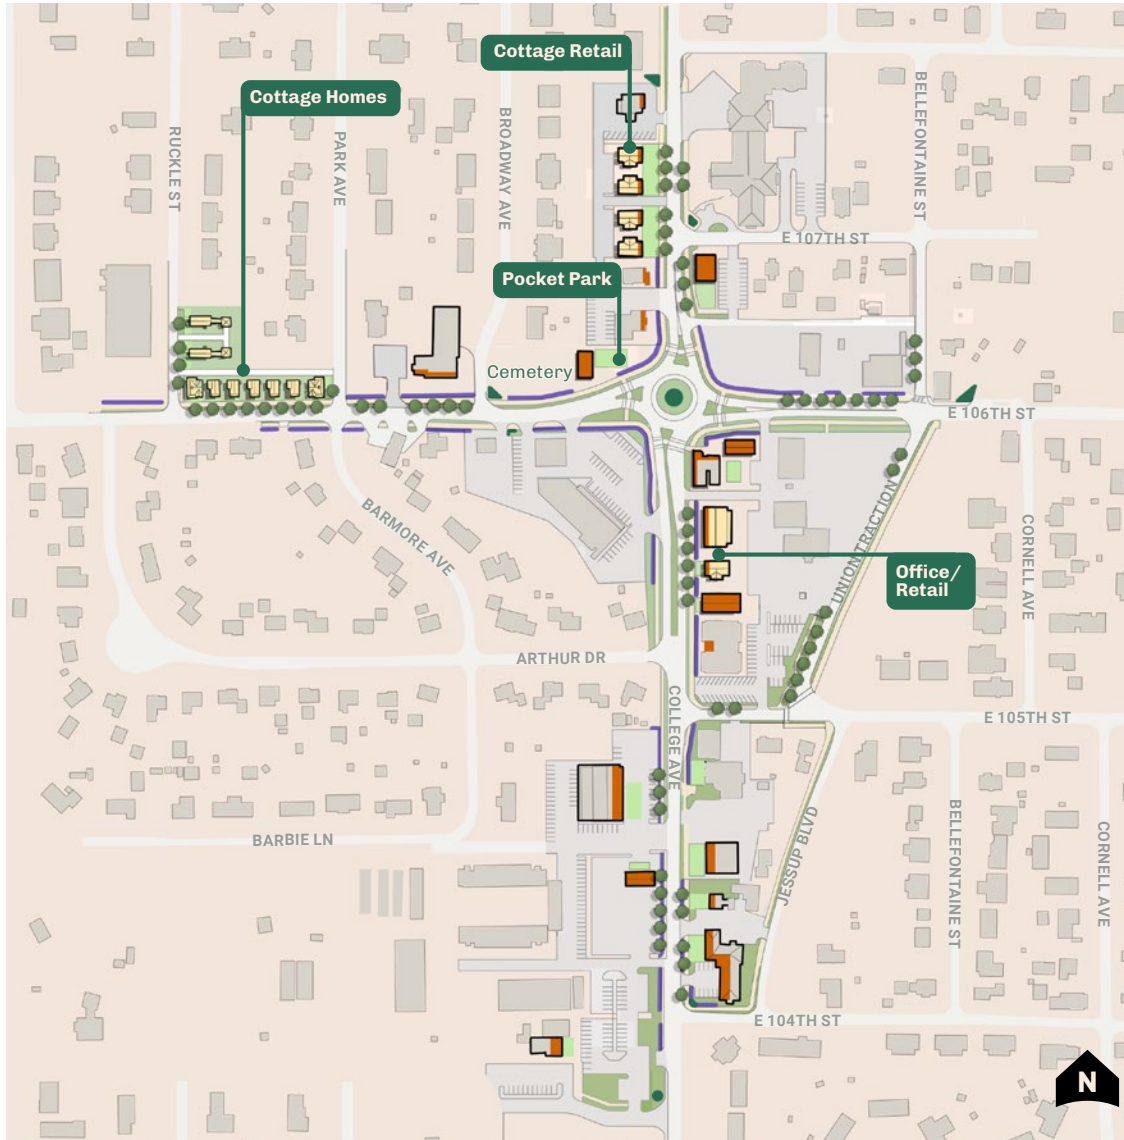 Cottage Retail
Cottage Homes
RUCKLE ST
PARK AVE
BROADWAY AVE
BELLEFONTAINE ST
E 107TH ST
Pocket Park
Cemetery
E 106TH ST
BARMORE AVE
UNION TRACTION
CORNELL AVE
Office/
Retail
ARTHUR DR
COLLEGE AVE
E 105TH ST
BARBIE LN
JESSUP BLVD
BELLEFONTAINE ST
CORNELL AVE
E 104TH ST
N